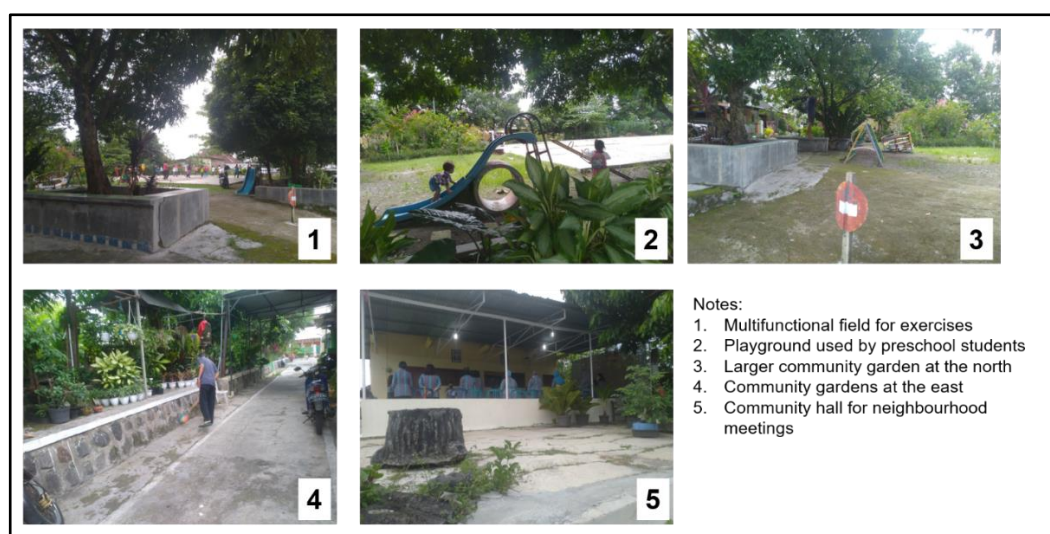 1
2
3
4
5
Notes:
1. Multifunctional field for exercises
2. Playground used by preschool students
3. Larger community garden at the north
4. Community gardens at the east
5. Community hall for neighbourhood
meetings